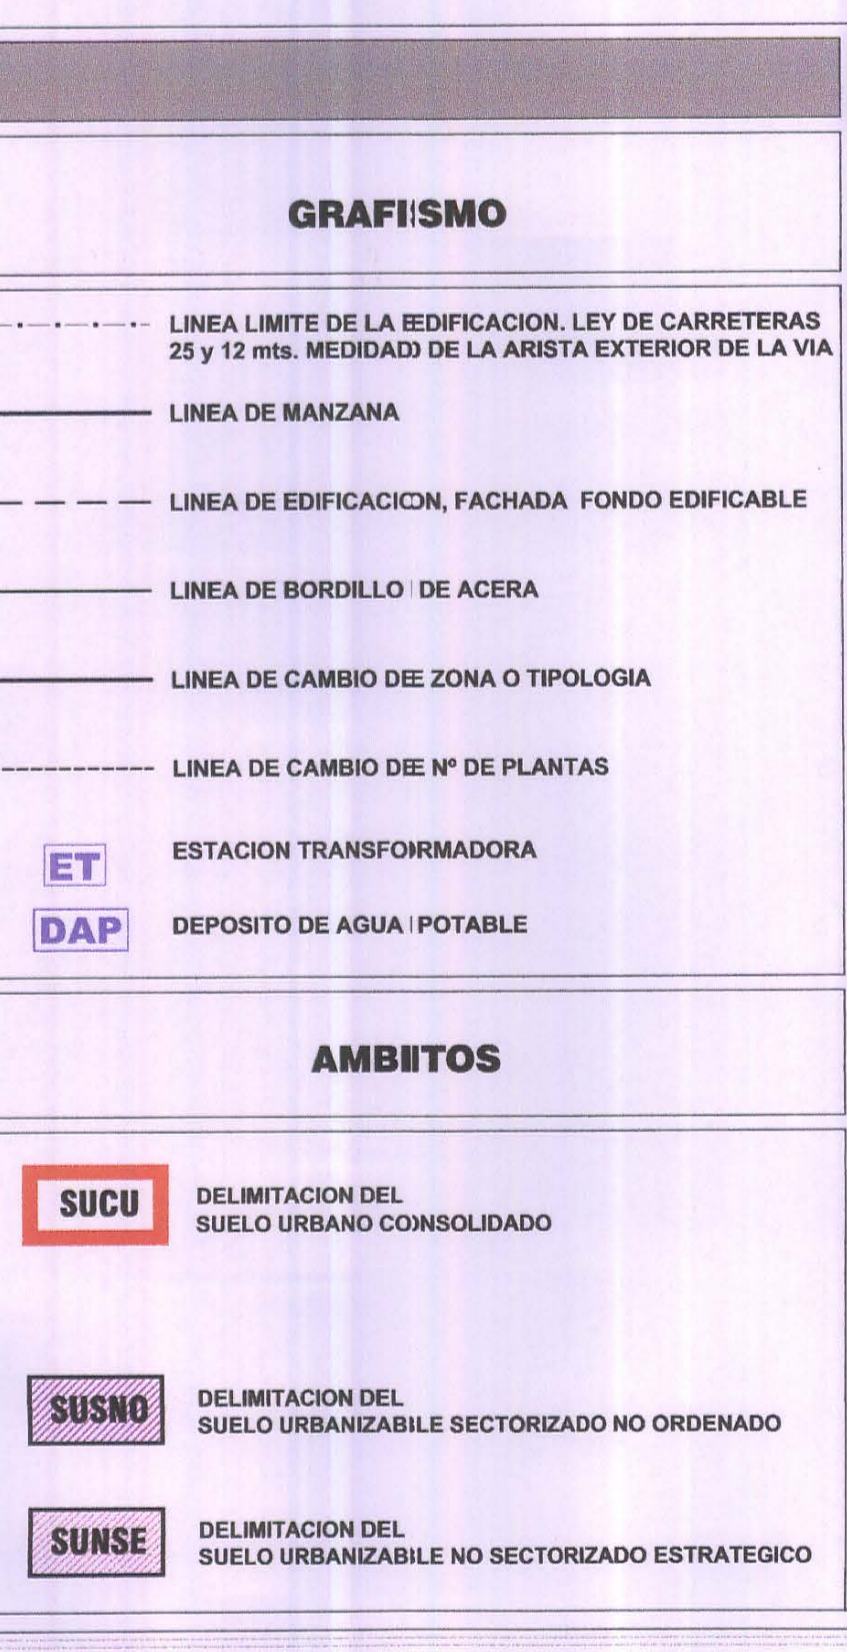 GRAFISMO
LINEA LIMITE DE LA EDIFICACION. LEY DE CARRETERAS
25 y 12 mts. MEDIDAD DE LA ARISTA EXTERIOR DE LA VIA
LINEA DE MANZANA
LINEA DE EDIFICACION, FACHADA FONDO EDIFICABLE
LINEA DE BORDILLO DE ACERA
LINEA DE CAMBIO DE ZONA O TIPOLOGIA
LINEA DE CAMBIO DE Nº DE PLANTAS
ET ESTACION TRANSFORMADORA
DAP DEPOSITO DE AGUA POTABLE
AMBITOS
SUCU DELIMITACION DEL
SUELO URBANO CONSOLIDADO
SUSNO DELIMITACION DEL
SUELO URBANIZABLE SECTORIZADO NO ORDENADO
SUNSE DELIMITACION DEL
SUELO URBANIZABLE NO SECTORIZADO ESTRATEGICO